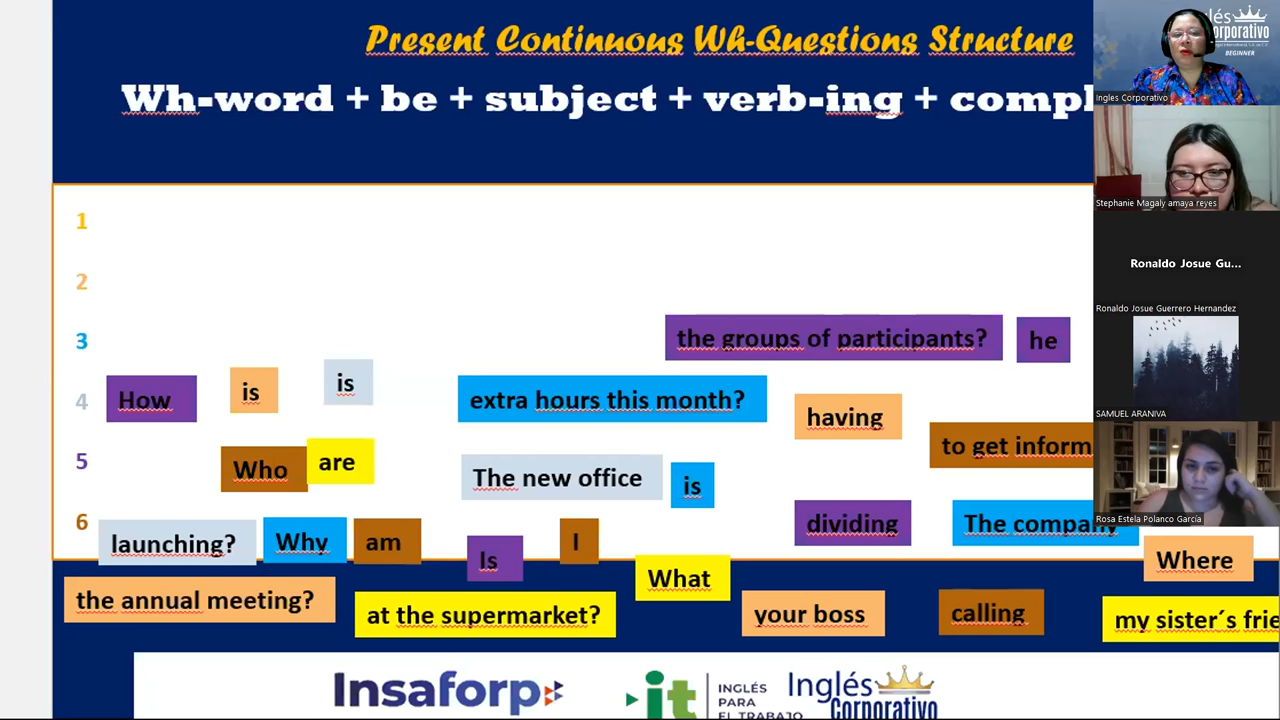 Present Continuous Wh-Questions Structure
Wh-word + be + subject + verb-ing +
1
2
3
4
5
6
the groups of participants?
he
How
is
is
extra hours this month?
having
to get
Who
are
The new office
is
dividing
The company
launching?
Why
am
Is
I
What
Where
the annual meeting?
at the supermarket?
your boss
calling
my sister´s
Insaforp
it
INGLÉS
PARA
EL TRABAJO
Inglés
Corporativo
BEGINNER
Ingles Corporativo
Stephanie Magaly amaya reyes
Ronaldo Josue Gu...
Ronaldo Josue Guerrero Hernandez
SAMUEL ARANIVA
Rosa Estela Polanco García